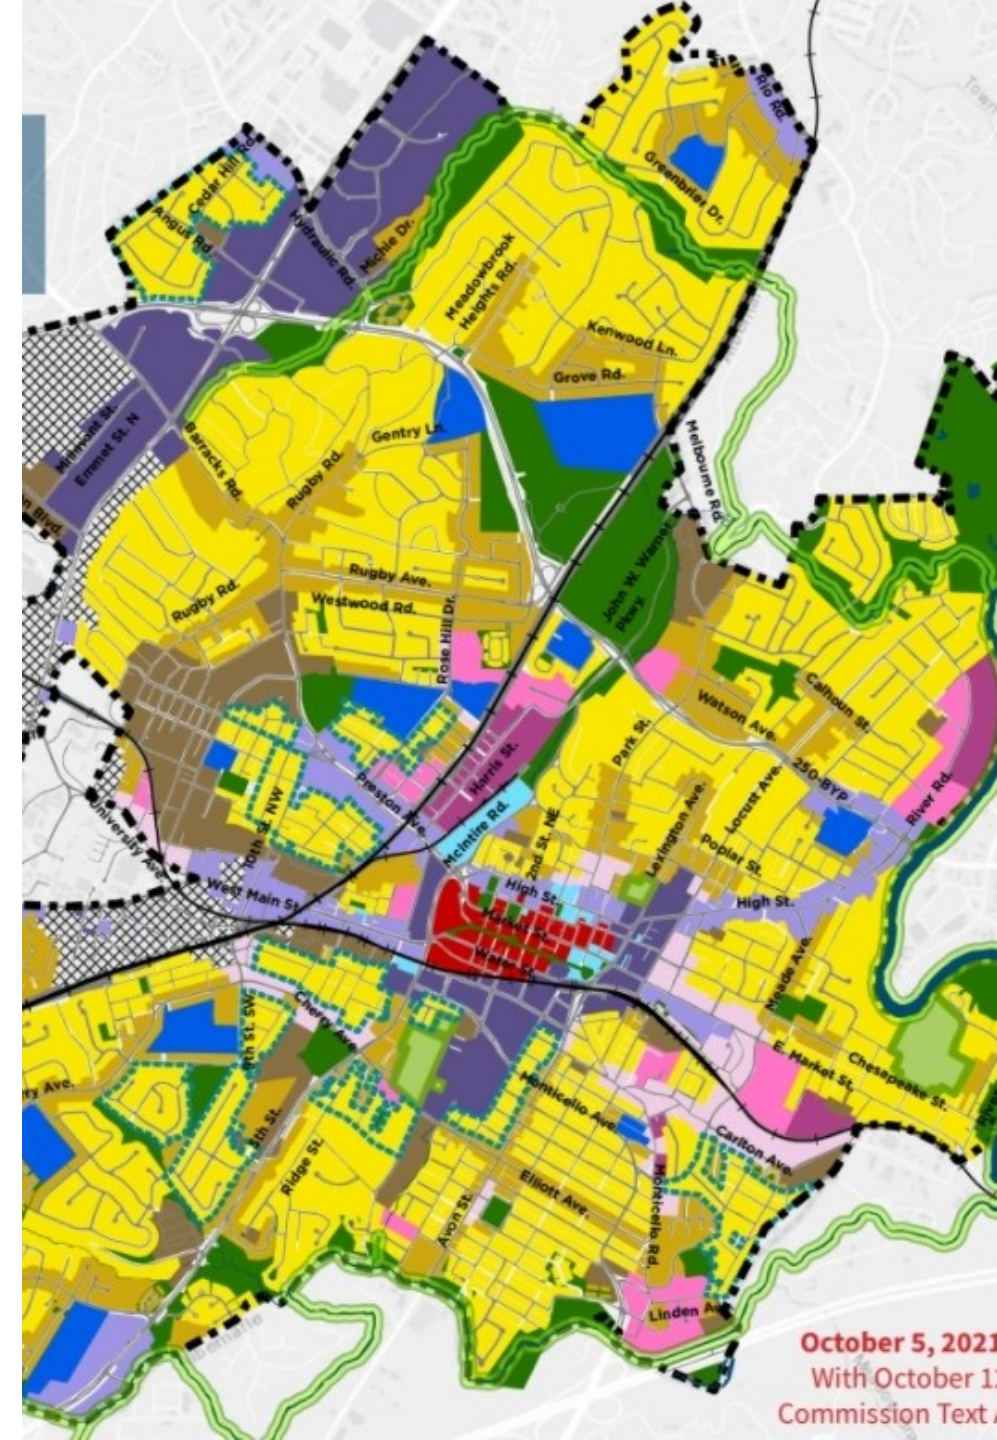 Rio Rd.
Cedar Hill Rd.
Greenbrier Dr.
Angus Rd.
Hydraulic Rd.
Michie Dr.
Meadowbrook
Heights Rd.
Kenwood Ln.
Grove Rd.
Emmet St. N
Barracks Rd.
Gentry Ln.
Rugby Rd.
Melbourne Rd.
n Blvd.
Rugby Ave.
Westwood Rd.
Rugby Rd.
Rose Hill Dr.
John W. Warner
Pkwy.
Calhoun St.
Watson Ave.
Park St.
250-BYP
Harris St.
Preston Ave.
Locust Ave.
River Rd.
McIntire Rd.
Lexington Ave.
2nd St. NE
Poplar St.
10th St. NW
University Ave.
West Main St.
High St.
High St.
Market St.
Water St.
Meade Ave.
Cherry Ave.
9th St. SW
E. Market St.
Chesapeake St.
ry Ave.
Monticello Ave.
5th St.
Ridge St.
Carlton Ave.
Elliott Ave.
Avon St.
Monticello Rd.
Linden Av
October 5, 2021
With October 1
Commission Text